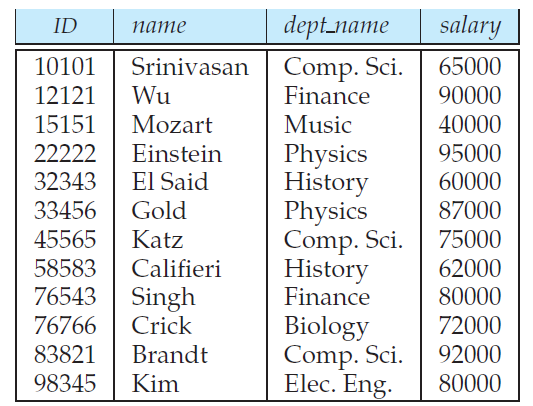 ID name dept_name salary
10101 Srinivasan Comp. Sci. 65000
12121 Wu Finance 90000
15151 Mozart Music 40000
22222 Einstein Physics 95000
32343 El Said History 60000
33456 Gold Physics 87000
45565 Katz Comp. Sci. 75000
58583 Califieri History 62000
76543 Singh Finance 80000
76766 Crick Biology 72000
83821 Brandt Comp. Sci. 92000
98345 Kim Elec. Eng. 80000